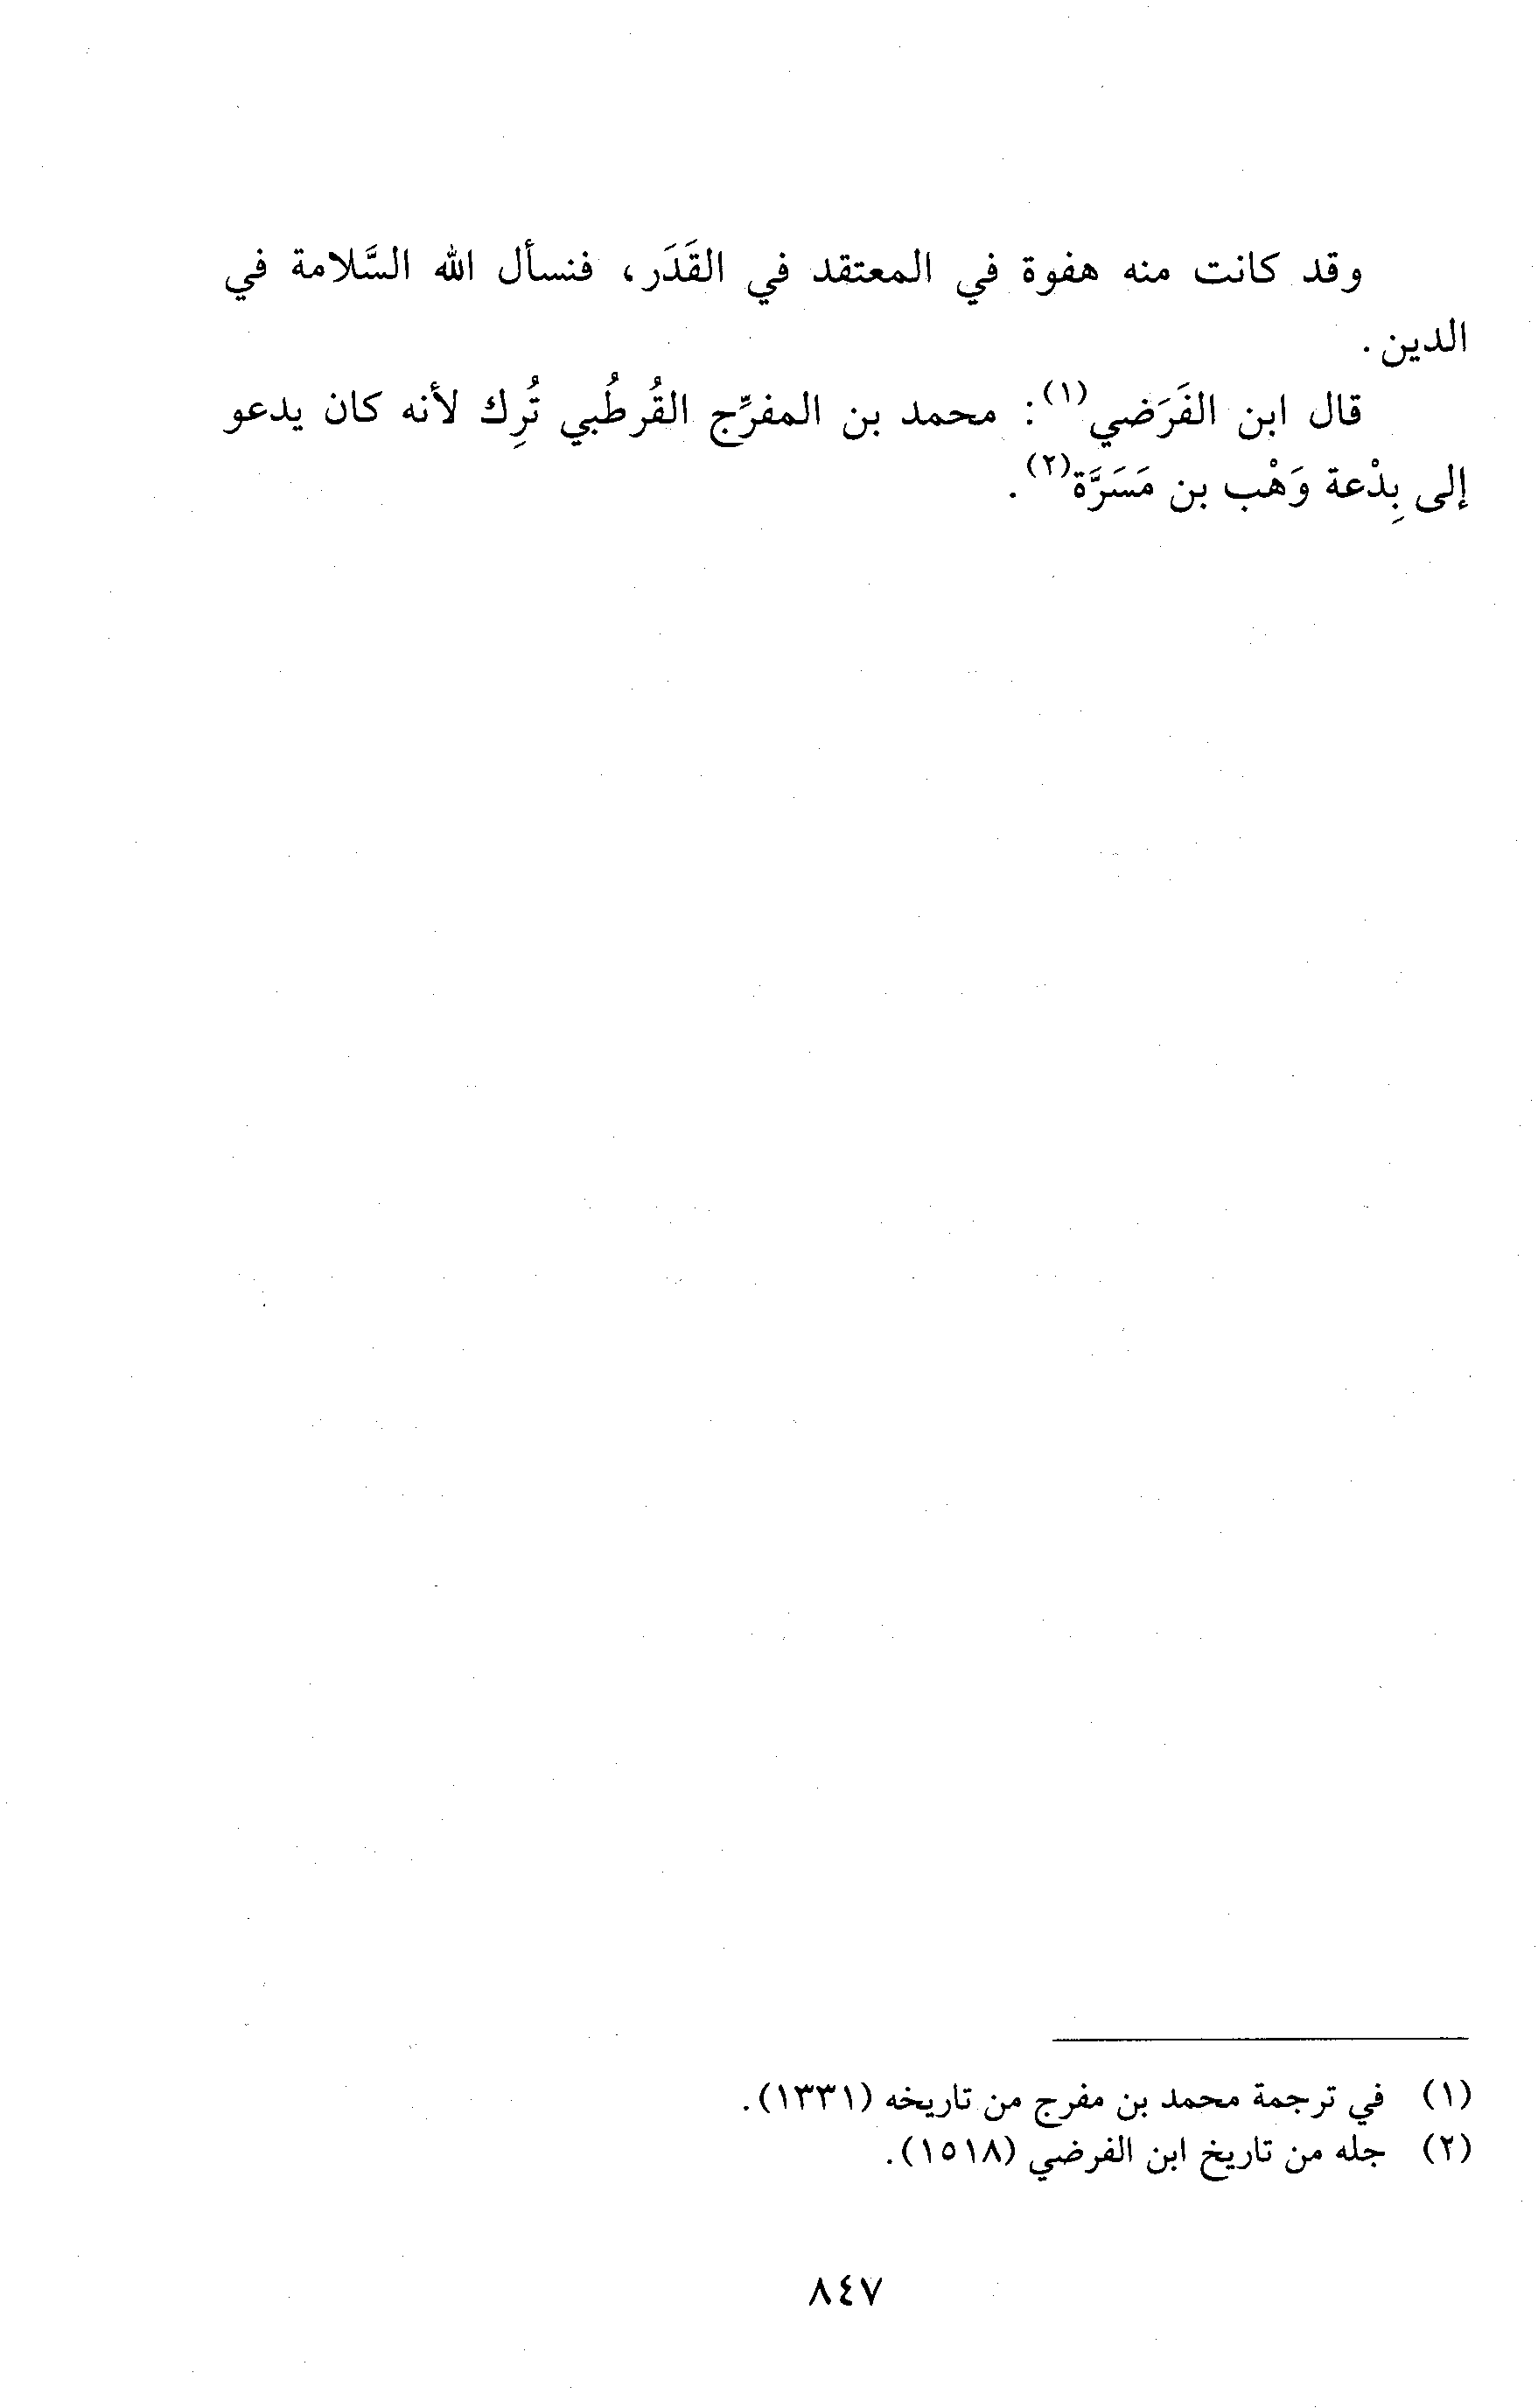 وقد كانت منه هفوة في المعتقد في القَدَر، فنسأل الله السَّلامة في
الدين.
قال ابن الفَرَضي(١): محمد بن المفرِّج القُرطُبي تُرِك لأنه كان يدعو
إلى بِدْعة وَهْب بن مَسَرَّة(٢).
(١) في ترجمة محمد بن مفرج من تاريخه (١٣٣١).
(٢) جله من تاريخ ابن الفرضي (١٥١٨).
٨٤٧